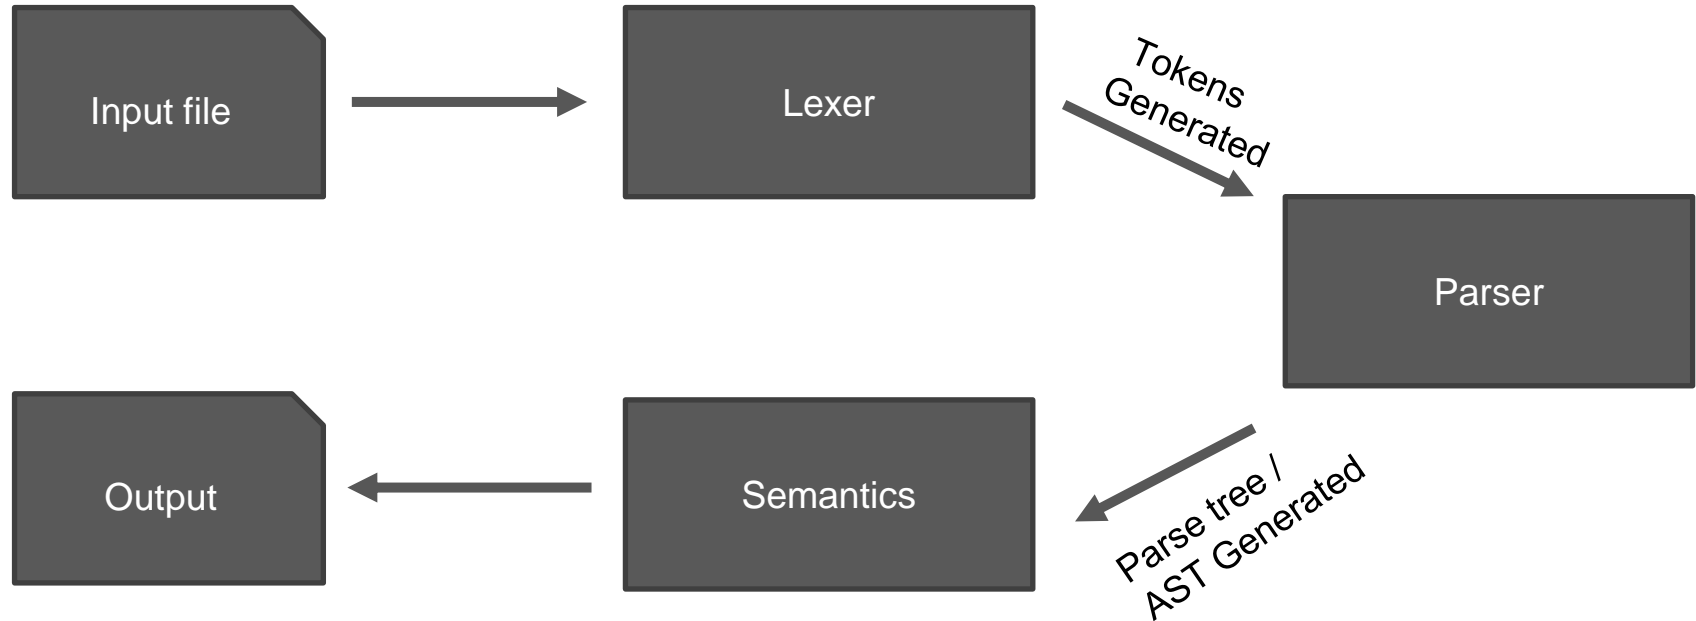 Input file
Lexer
Tokens
Generated
Parser
Parse tree /
AST Generated
Semantics
Output